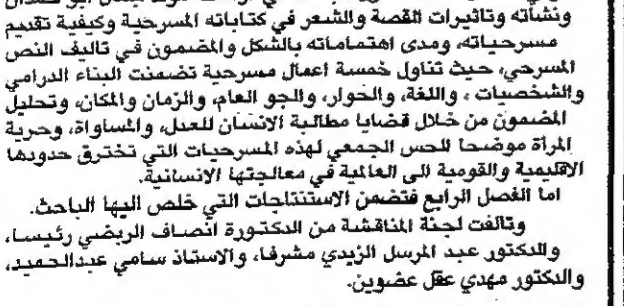 ونشأته وتاثيرات القصة والشعر في كتاباته المسرحية وكيفية تقديم
مسرحياته، ومدى اهتماماته بالشكل والمضمون في تاليف النص
المسرحي، حيث تناول خمسة اعمال مسرحية تضمنت البناء الدرامي
والشخصيات ، واللغة، والحوار، والجو العام، والزمان والمكان، وتحليل
المضمون من خلال قضايا مطالبة الانسان للعدل، والمساواة، وحرية
المرأة موضحا للحس الجمعي لهذه المسرحيات التي تخترق حدودها
الاقليمية والقومية الى العالمية في معالجتها الانسانية.
اما الفصل الرابع فتضمن الاستنتاجات التي خلص اليها الباحث.
وتالفت لجنة المناقشة من الدكتورة انصاف الربضي رئيسا،
والدكتور عبد المرسل الزيدي مشرفا، والاستاذ سامي عبدالحميد،
والدكتور مهدي عقل عضوين.